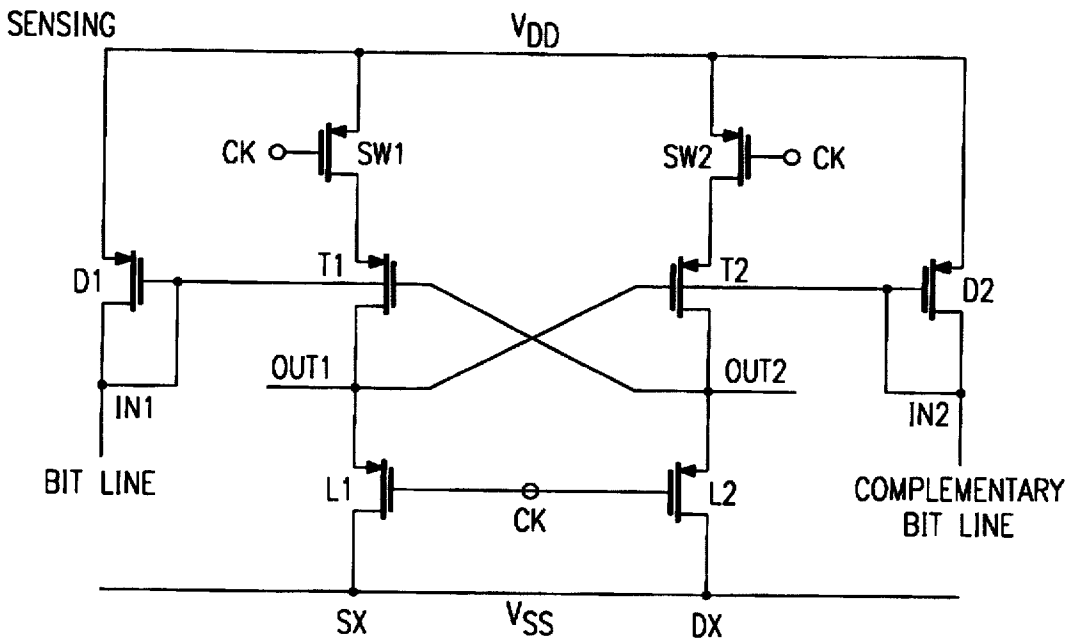 SENSING
VDD
CK
SW1
SW2
CK
D1
T1
T2
D2
OUT1
OUT2
IN1
IN2
BIT LINE
L1
CK
L2
COMPLEMENTARY
BIT LINE
SX
VSS
DX